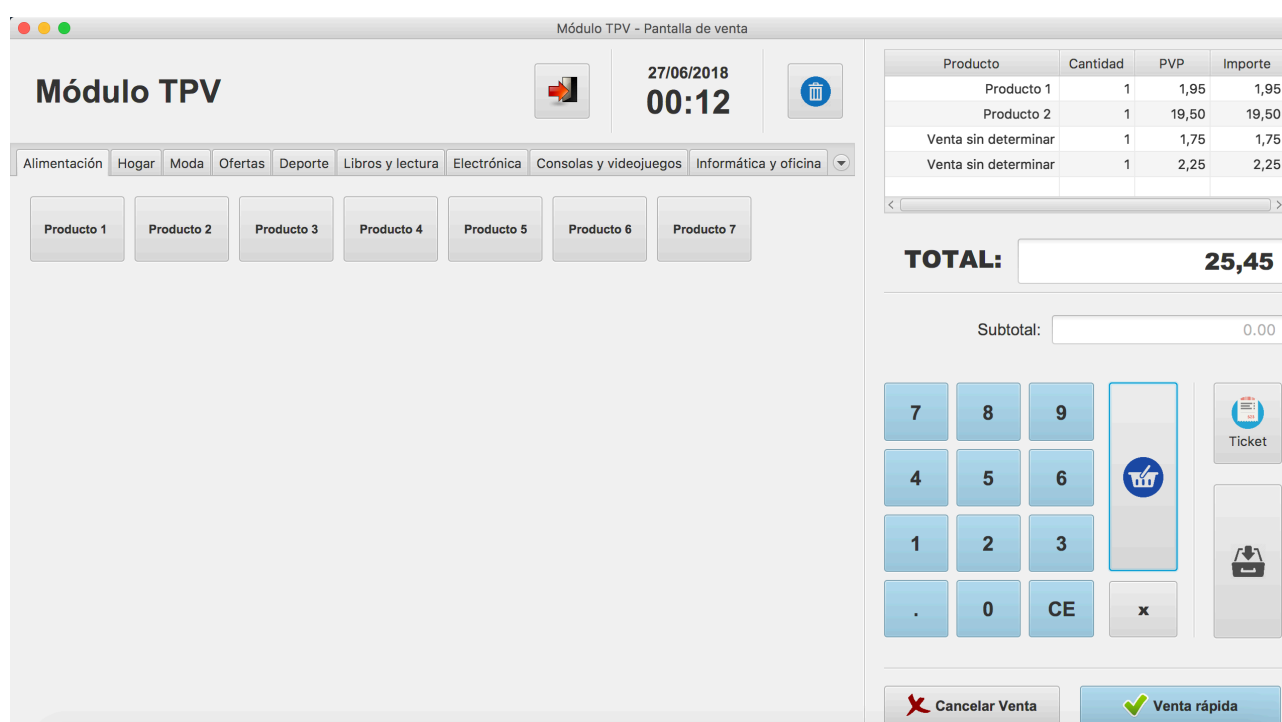 Módulo TPV - Pantalla de venta
Módulo TPV
27/06/2018
00:12
Alimentación Hogar Moda Ofertas Deporte Libros y lectura Electrónica Consolas y videojuegos Informática y oficina
Producto 1 Producto 2 Producto 3 Producto 4 Producto 5 Producto 6 Producto 7
Producto Cantidad PVP Importe
Producto 1 1 1,95 1,95
Producto 2 1 19,50 19,50
Venta sin determinar 1 1,75 1,75
Venta sin determinar 1 2,25 2,25
TOTAL: 25,45
Subtotal: 0.00
7 8 9
Ticket
4 5 6
1 2 3
. 0 CE x
Cancelar Venta Venta rápida